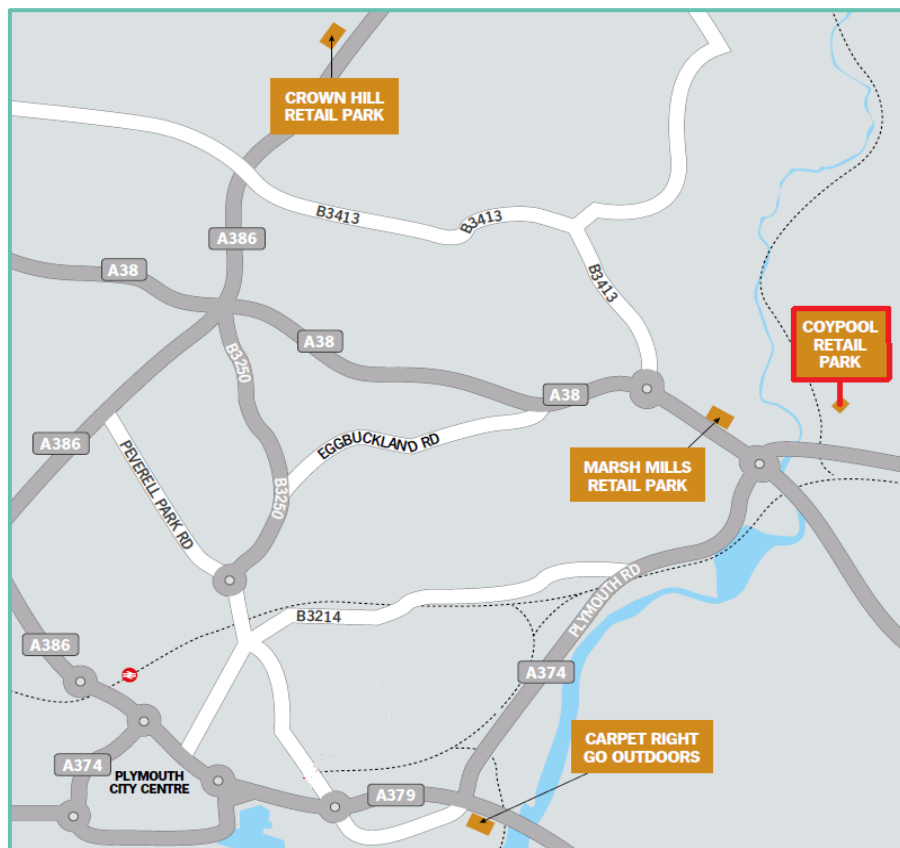 CROWN HILL
RETAIL PARK
B3413
B3413
A386
A38
B3413
COYPOOL
RETAIL
PARK
A38
B3250
A38
A386
EGGBUCKLAND RD
PEVERELL PARK RD
MARSH MILLS
RETAIL PARK
B3250
PLYMOUTH RD
B3214
A386
A374
CARPET RIGHT
GO OUTDOORS
A374
PLYMOUTH
CITY CENTRE
A379